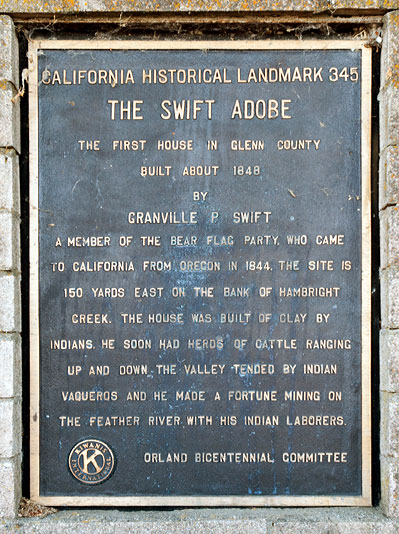 CALIFORNIA HISTORICAL LANDMARK 345
THE SWIFT ADOBE
THE FIRST HOUSE IN GLENN COUNTY
BUILT ABOUT 1848
BY
GRANVILLE P. SWIFT
A MEMBER OF THE BEAR FLAG PARTY, WHO CAME
TO CALIFORNIA FROM OREGON IN 1844. THE SITE IS
150 YARDS EAST ON THE BANK OF HAMBRIGHT
CREEK. THE HOUSE WAS BUILT OF CLAY BY
INDIANS. HE SOON HAD HERDS OF CATTLE RANGING
UP AND DOWN THE VALLEY TENDED BY INDIAN
VAQUEROS AND HE MADE A FORTUNE MINING ON
THE FEATHER RIVER WITH HIS INDIAN LABORERS.
KIWANIS
K
INTERNATIONAL
ORLAND BICENTENNIAL COMMITTEE